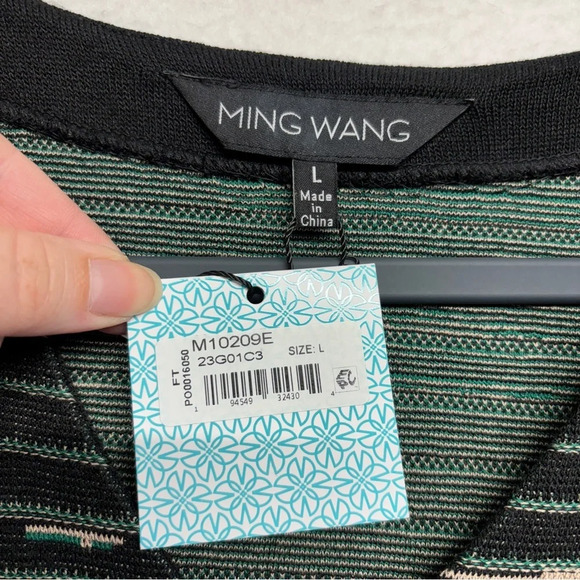 MING WANG
L
Made
in
China
FT
PO0016050
M10209E
23G01C3 SIZE: L
1 94549 32430 4